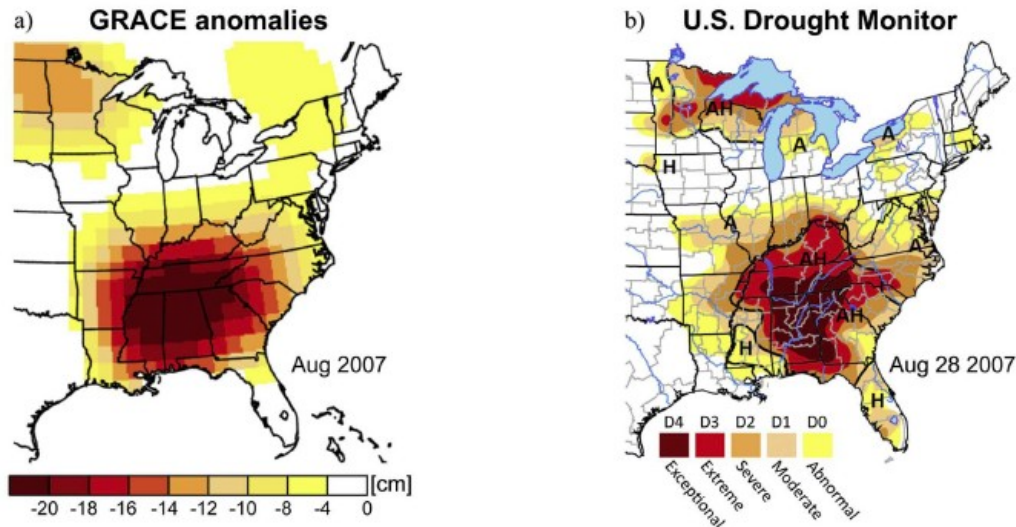 a) GRACE anomalies
Aug 2007
[cm]
-20 -18 -16 -14 -12 -10 -8 -6 -4 0
b) U.S. Drought Monitor
A
AH
A
A
H
A
AH
A
AH
H
H
Aug 28 2007
D4 D3 D2 D1 D0
Exceptional
Extreme
Severe
Moderate
Abnormal